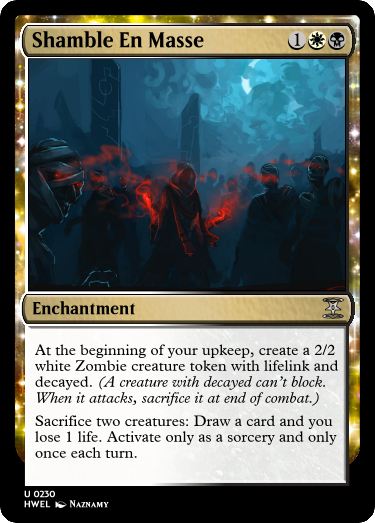 Shamble En Masse 1
Enchantment
At the beginning of your upkeep, create a 2/2
white Zombie creature token with lifelink and
decayed. (A creature with decayed can't block.
When it attacks, sacrifice it at end of combat.)
Sacrifice two creatures: Draw a card and you
lose 1 life. Activate only as a sorcery and only
once each turn.
U 0230
HWEL Naznamy